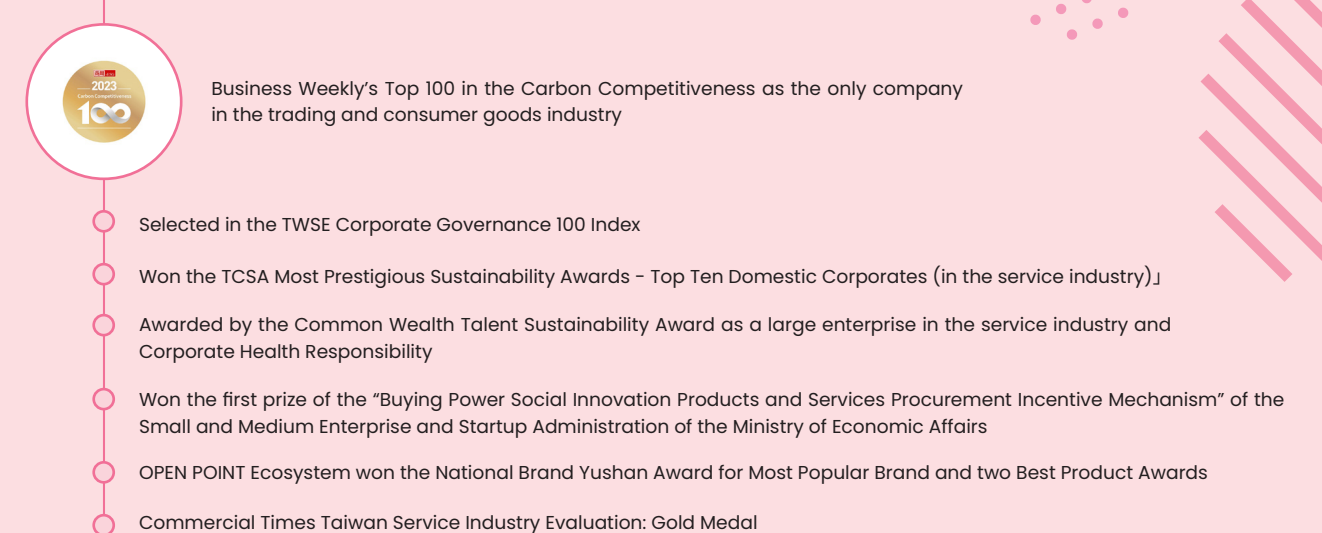 2023
Carbon Competitiveness
100
Business Weekly’s Top 100 in the Carbon Competitiveness as the only company
in the trading and consumer goods industry
Selected in the TWSE Corporate Governance 100 Index
Won the TCSA Most Prestigious Sustainability Awards - Top Ten Domestic Corporates (in the service industry)」
Awarded by the Common Wealth Talent Sustainability Award as a large enterprise in the service industry and
Corporate Health Responsibility
Won the first prize of the “Buying Power Social Innovation Products and Services Procurement Incentive Mechanism” of the
Small and Medium Enterprise and Startup Administration of the Ministry of Economic Affairs
OPEN POINT Ecosystem won the National Brand Yushan Award for Most Popular Brand and two Best Product Awards
Commercial Times Taiwan Service Industry Evaluation: Gold Medal